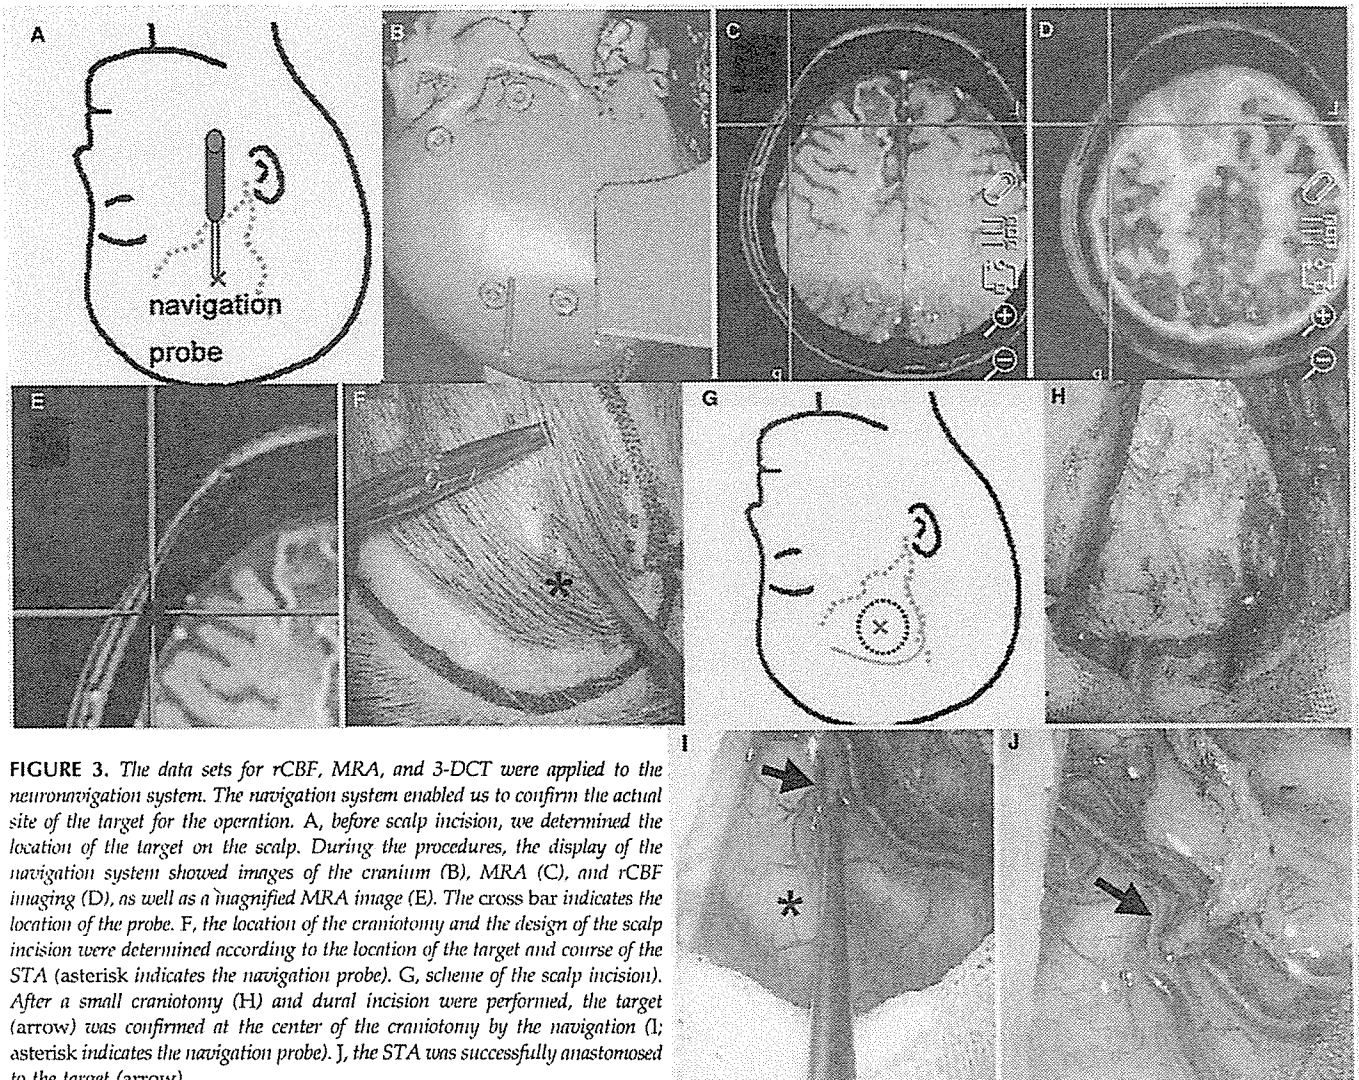 A
navigation
probe
B
C
D
E
F
*
G
H
I
*
J
FIGURE 3. The data sets for rCBF, MRA, and 3-DCT were applied to the
neuronavigation system. The navigation system enabled us to confirm the actual
site of the target for the operation. A, before scalp incision, we determined the
location of the target on the scalp. During the procedures, the display of the
navigation system showed images of the cranium (B), MRA (C), and rCBF
imaging (D), as well as a magnified MRA image (E). The cross bar indicates the
location of the probe. F, the location of the craniotomy and the design of the scalp
incision were determined according to the location of the target and course of the
STA (asterisk indicates the navigation probe). G, scheme of the scalp incision).
After a small craniotomy (H) and dural incision were performed, the target
(arrow) was confirmed at the center of the craniotomy by the navigation (I;
asterisk indicates the navigation probe). J, the STA was successfully anastomosed
to the target (arrow).